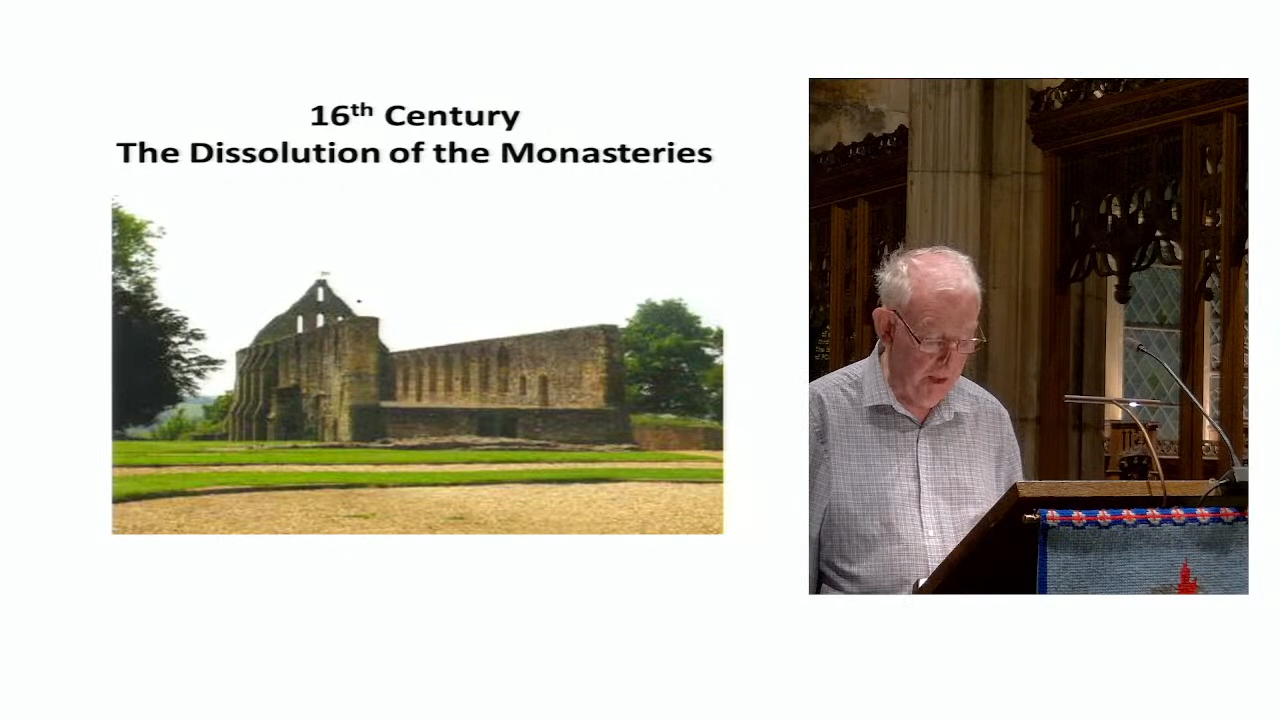 16th Century
The Dissolution of the Monasteries